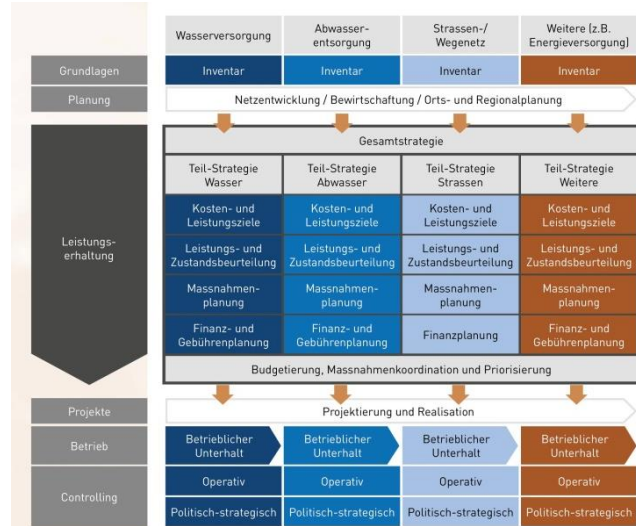 Wasserversorgung
Abwasser-
entsorgung
Strassen-/
Wegenetz
Weitere (z.B.
Energieversorgung)
Grundlagen
Inventar
Inventar
Inventar
Inventar
Planung
Netzentwicklung / Bewirtschaftung / Orts- und Regionalplanung
Gesamtstrategie
Leistungs-
erhaltung
Teil-Strategie
Wasser
Teil-Strategie
Abwasser
Teil-Strategie
Strassen
Teil-Strategie
Weitere
Kosten- und
Leistungsziele
Kosten- und
Leistungsziele
Kosten- und
Leistungsziele
Kosten- und
Leistungsziele
Leistungs- und
Zustandsbeurteilung
Leistungs- und
Zustandsbeurteilung
Leistungs- und
Zustandsbeurteilung
Leistungs- und
Zustandsbeurteilung
Massnahmen-
planung
Massnahmen-
planung
Massnahmen-
planung
Massnahmen-
planung
Finanz- und
Gebührenplanung
Finanz- und
Gebührenplanung
Finanzplanung
Finanz- und
Gebührenplanung
Budgetierung, Massnahmenkoordination und Priorisierung
Projekte
Projektierung und Realisation
Betrieb
Betrieblicher
Unterhalt
Betrieblicher
Unterhalt
Betrieblicher
Unterhalt
Betrieblicher
Unterhalt
Controlling
Operativ
Operativ
Operativ
Operativ
Politisch-strategisch
Politisch-strategisch
Politisch-strategisch
Politisch-strategisch